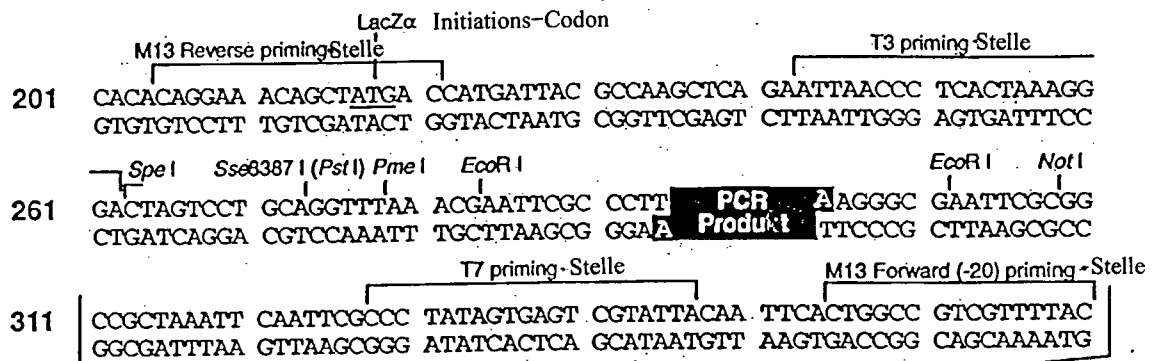 LacZα Initiations-Codon
M13 Reverse priming-Stelle
T3 priming-Stelle
201 CACACAGGAA ACAGCTATGA CCATGATTAC GCCAAGCTCA GAATTAACCC TCACTAAAGG
GTGTGTCCTT TGTCGATACT GGTACTAATG CGGTTCGAGT CTTAATTGGG AGTGATTTCC
Spe I Sse8387 I (Pst I) Pme I EcoR I EcoR I Not I
261 GACTAGTCCT GCAGGTTTAA ACGAATTCGC CCTT PCR A AGGGC GAATTCGCGG
CTGATCAGGA CGTCCAAATT TGCTTAAGCG GGAA Produkt TTCCCG CTTAAGCGCC
T7 priming-Stelle
M13 Forward (-20) priming-Stelle
311 CCGCTAAATT CAATTCGCCC TATAGTGAGT CGTATTACAA TTCACTGGCC GTCGTTTTAC
GGCGATTTAA GTTAAGCGGG ATATCACTCA GCATAATGTT AAGTGACCGG CAGCAAAATG